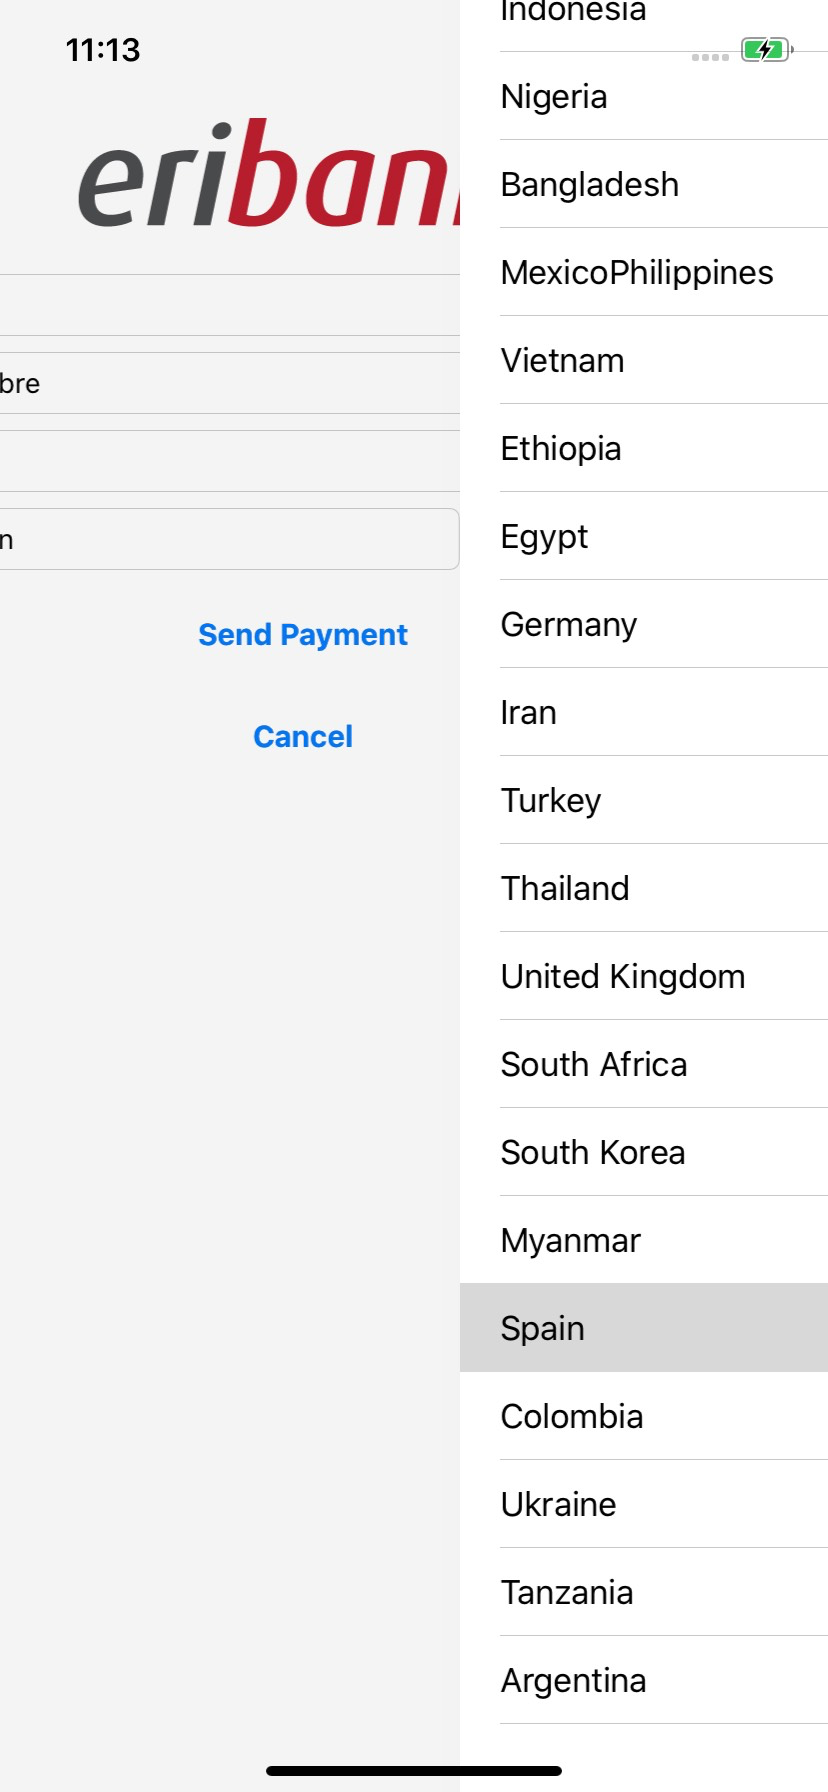 11:13
eriban
bre
n
Send Payment
Cancel
Indonesia
Nigeria
Bangladesh
MexicoPhilippines
Vietnam
Ethiopia
Egypt
Germany
Iran
Turkey
Thailand
United Kingdom
South Africa
South Korea
Myanmar
Spain
Colombia
Ukraine
Tanzania
Argentina